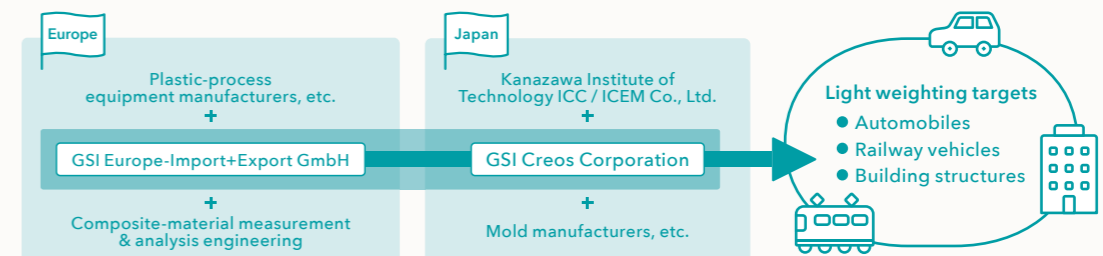 Europe
Plastic-process
equipment manufacturers, etc.
+
GSI Europe-Import+Export GmbH
+
Composite-material measurement
& analysis engineering
Japan
Kanazawa Institute of
Technology ICC / ICEM Co., Ltd.
+
GSI Creos Corporation
+
Mold manufacturers, etc.
Light weighting targets
● Automobiles
● Railway vehicles
● Building structures